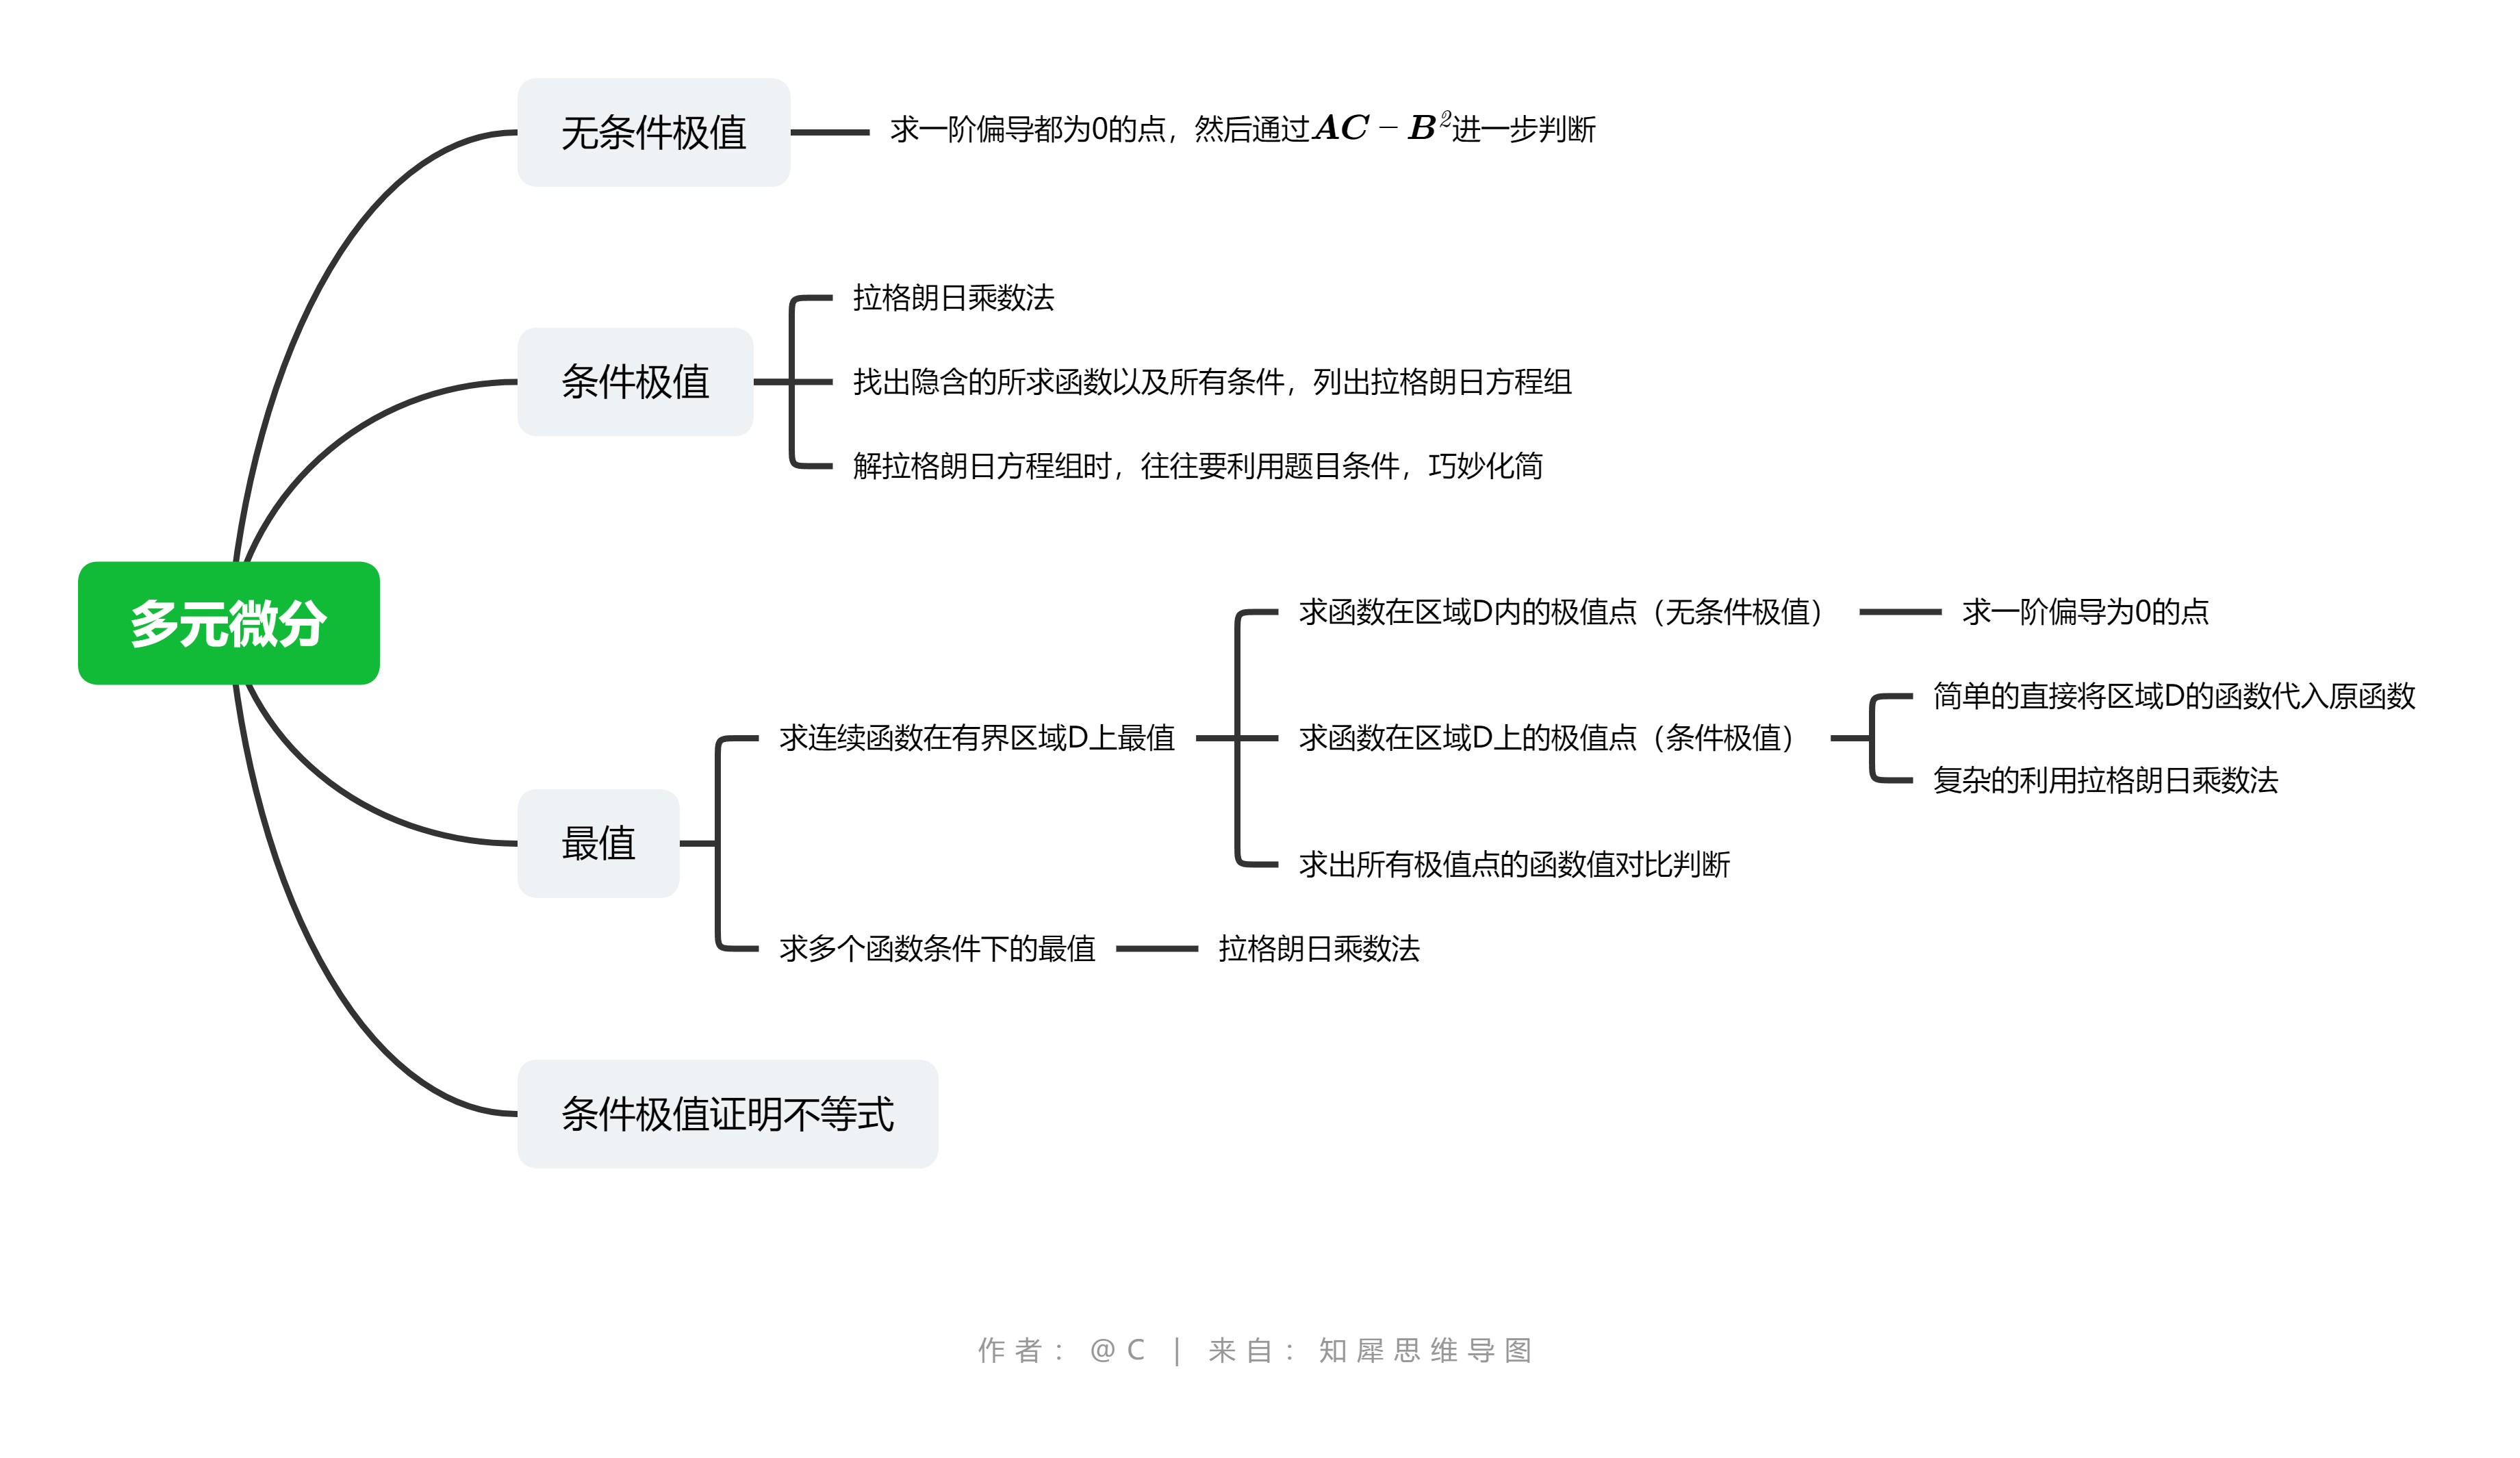 无条件极值
求一阶偏导都为0的点，然后通过AC－B²进一步判断
条件极值
拉格朗日乘数法
找出隐含的所求函数以及所有条件，列出拉格朗日方程组
解拉格朗日方程组时，往往要利用题目条件，巧妙化简
多元微分
最值
求连续函数在有界区域D上最值
求函数在区域D内的极值点（无条件极值）
求一阶偏导为0的点
求函数在区域D上的极值点（条件极值）
简单的直接将区域D的函数代入原函数
复杂的利用拉格朗日乘数法
求出所有极值点的函数值对比判断
求多个函数条件下的最值
拉格朗日乘数法
条件极值证明不等式
作者：@C | 来自：知犀思维导图